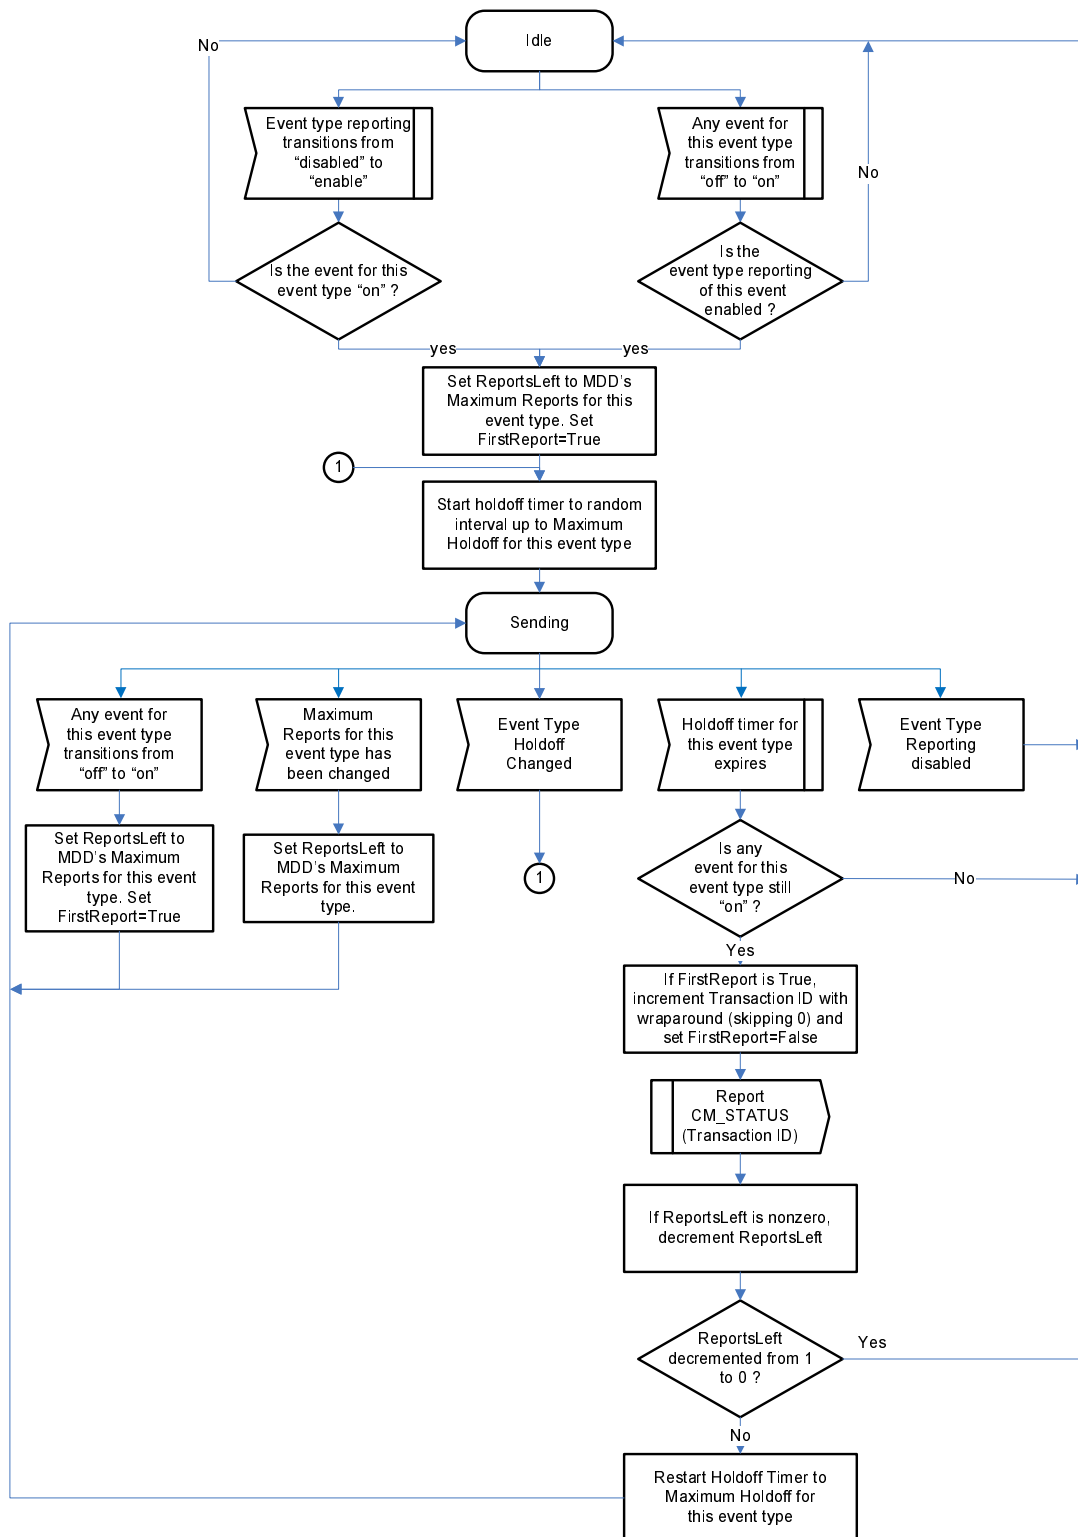 Idle
No
Event type reporting
transitions from
“disabled” to
“enable”
Any event for
this event type
transitions from
“off” to “on”
No
Is the event for this
event type “on” ?
Is the
event type reporting
of this event
enabled ?
yes
yes
Set ReportsLeft to MDD's
Maximum Reports for this
event type. Set
FirstReport=True
1
Start holdoff timer to random
interval up to Maximum
Holdoff for this event type
Sending
Any event for
this event type
transitions from
“off” to “on”
Maximum
Reports for this
event type has
been changed
Event Type
Holdoff
Changed
Holdoff timer for
this event type
expires
Event Type
Reporting
disabled
Set ReportsLeft to
MDD's Maximum
Reports for this event
type. Set
FirstReport=True
Set ReportsLeft to
MDD's Maximum
Reports for this event
type.
1
Is any
event for this
event type still
“on” ?
No
Yes
If FirstReport is True,
increment Transaction ID with
wraparound (skipping 0) and
set FirstReport=False
Report
CM_STATUS
(Transaction ID)
If ReportsLeft is nonzero,
decrement ReportsLeft
ReportsLeft
decremented from 1
to 0 ?
Yes
No
Restart Holdoff Timer to
Maximum Holdoff for
this event type